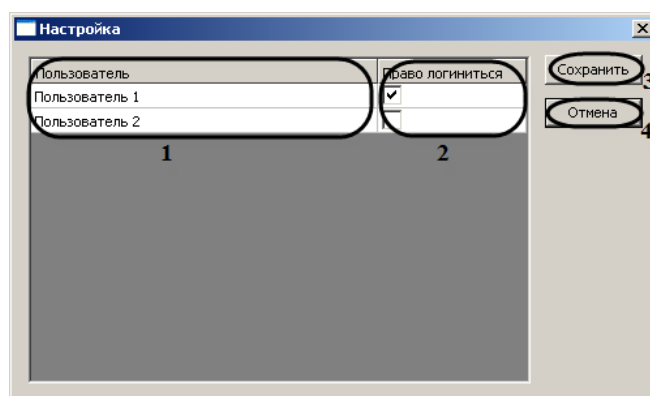 Настройка
Пользователь Право логиниться
Пользователь 1
Пользователь 2
Сохранить 3
Отмена 4
1 2